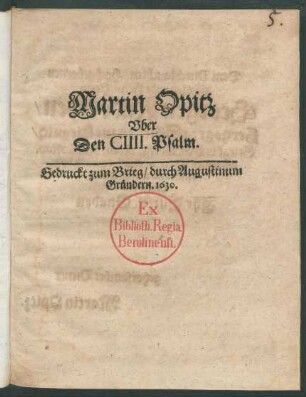 5.
Martin Opitz
Vber
Den CIIII. Psalm.
Gedruckt zum Brieg/ durch Augustinum
Gründern. 1630.
Ex
Biblioth. Regia
Berolinensi.